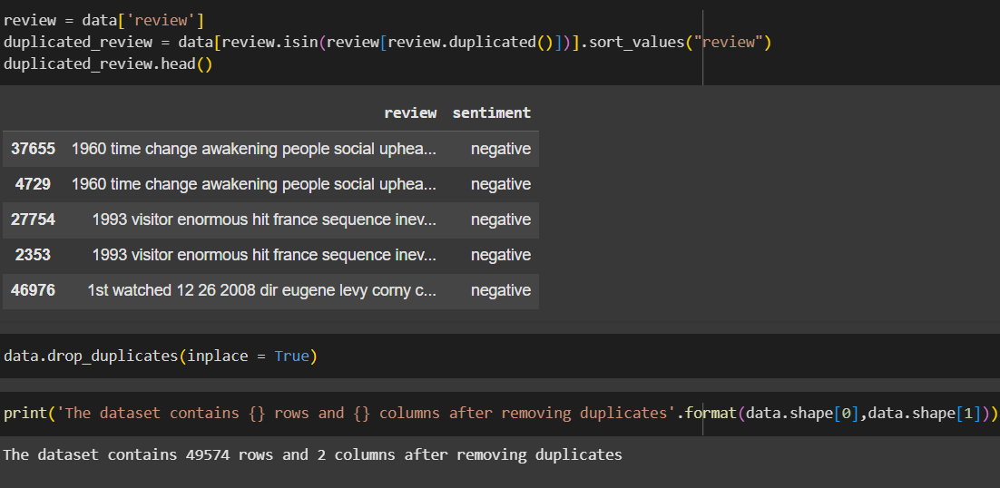 review = data['review']
duplicated_review = data[review.isin(review[review.duplicated()])].sort_values("review")
duplicated_review.head()
review sentiment
37655 1960 time change awakening people social uphea... negative
4729 1960 time change awakening people social uphea... negative
27754 1993 visitor enormous hit france sequence inev... negative
2353 1993 visitor enormous hit france sequence inev... negative
46976 1st watched 12 26 2008 dir eugene levy corny c... negative
data.drop_duplicates(inplace = True)
print('The dataset contains {} rows and {} columns after removing duplicates'.format(data.shape[0],data.shape[1]))
The dataset contains 49574 rows and 2 columns after removing duplicates